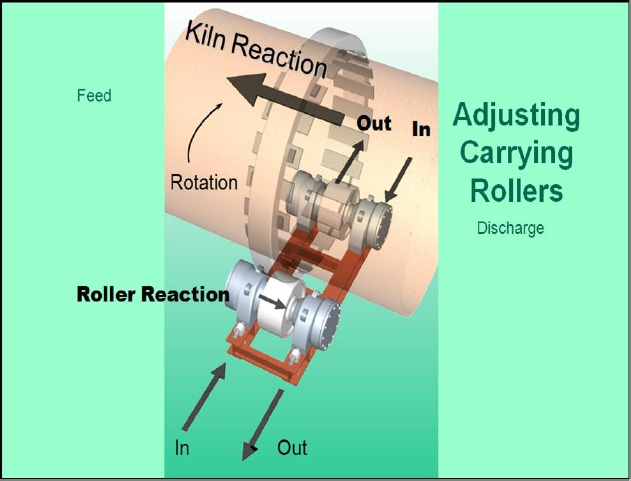 Kiln Reaction
Feed
Out In
Rotation
Adjusting
Carrying
Rollers
Discharge
Roller Reaction
In
Out